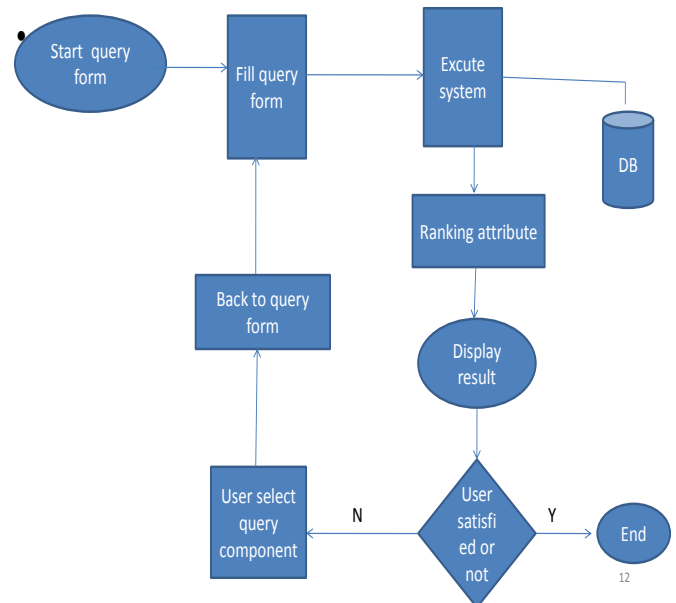 Start query
form
Fill query
form
Excute
system
DB
Ranking attribute
Back to query
form
Display
result
User select
query
component
N
User
satisfi
ed or
not
Y
End
12